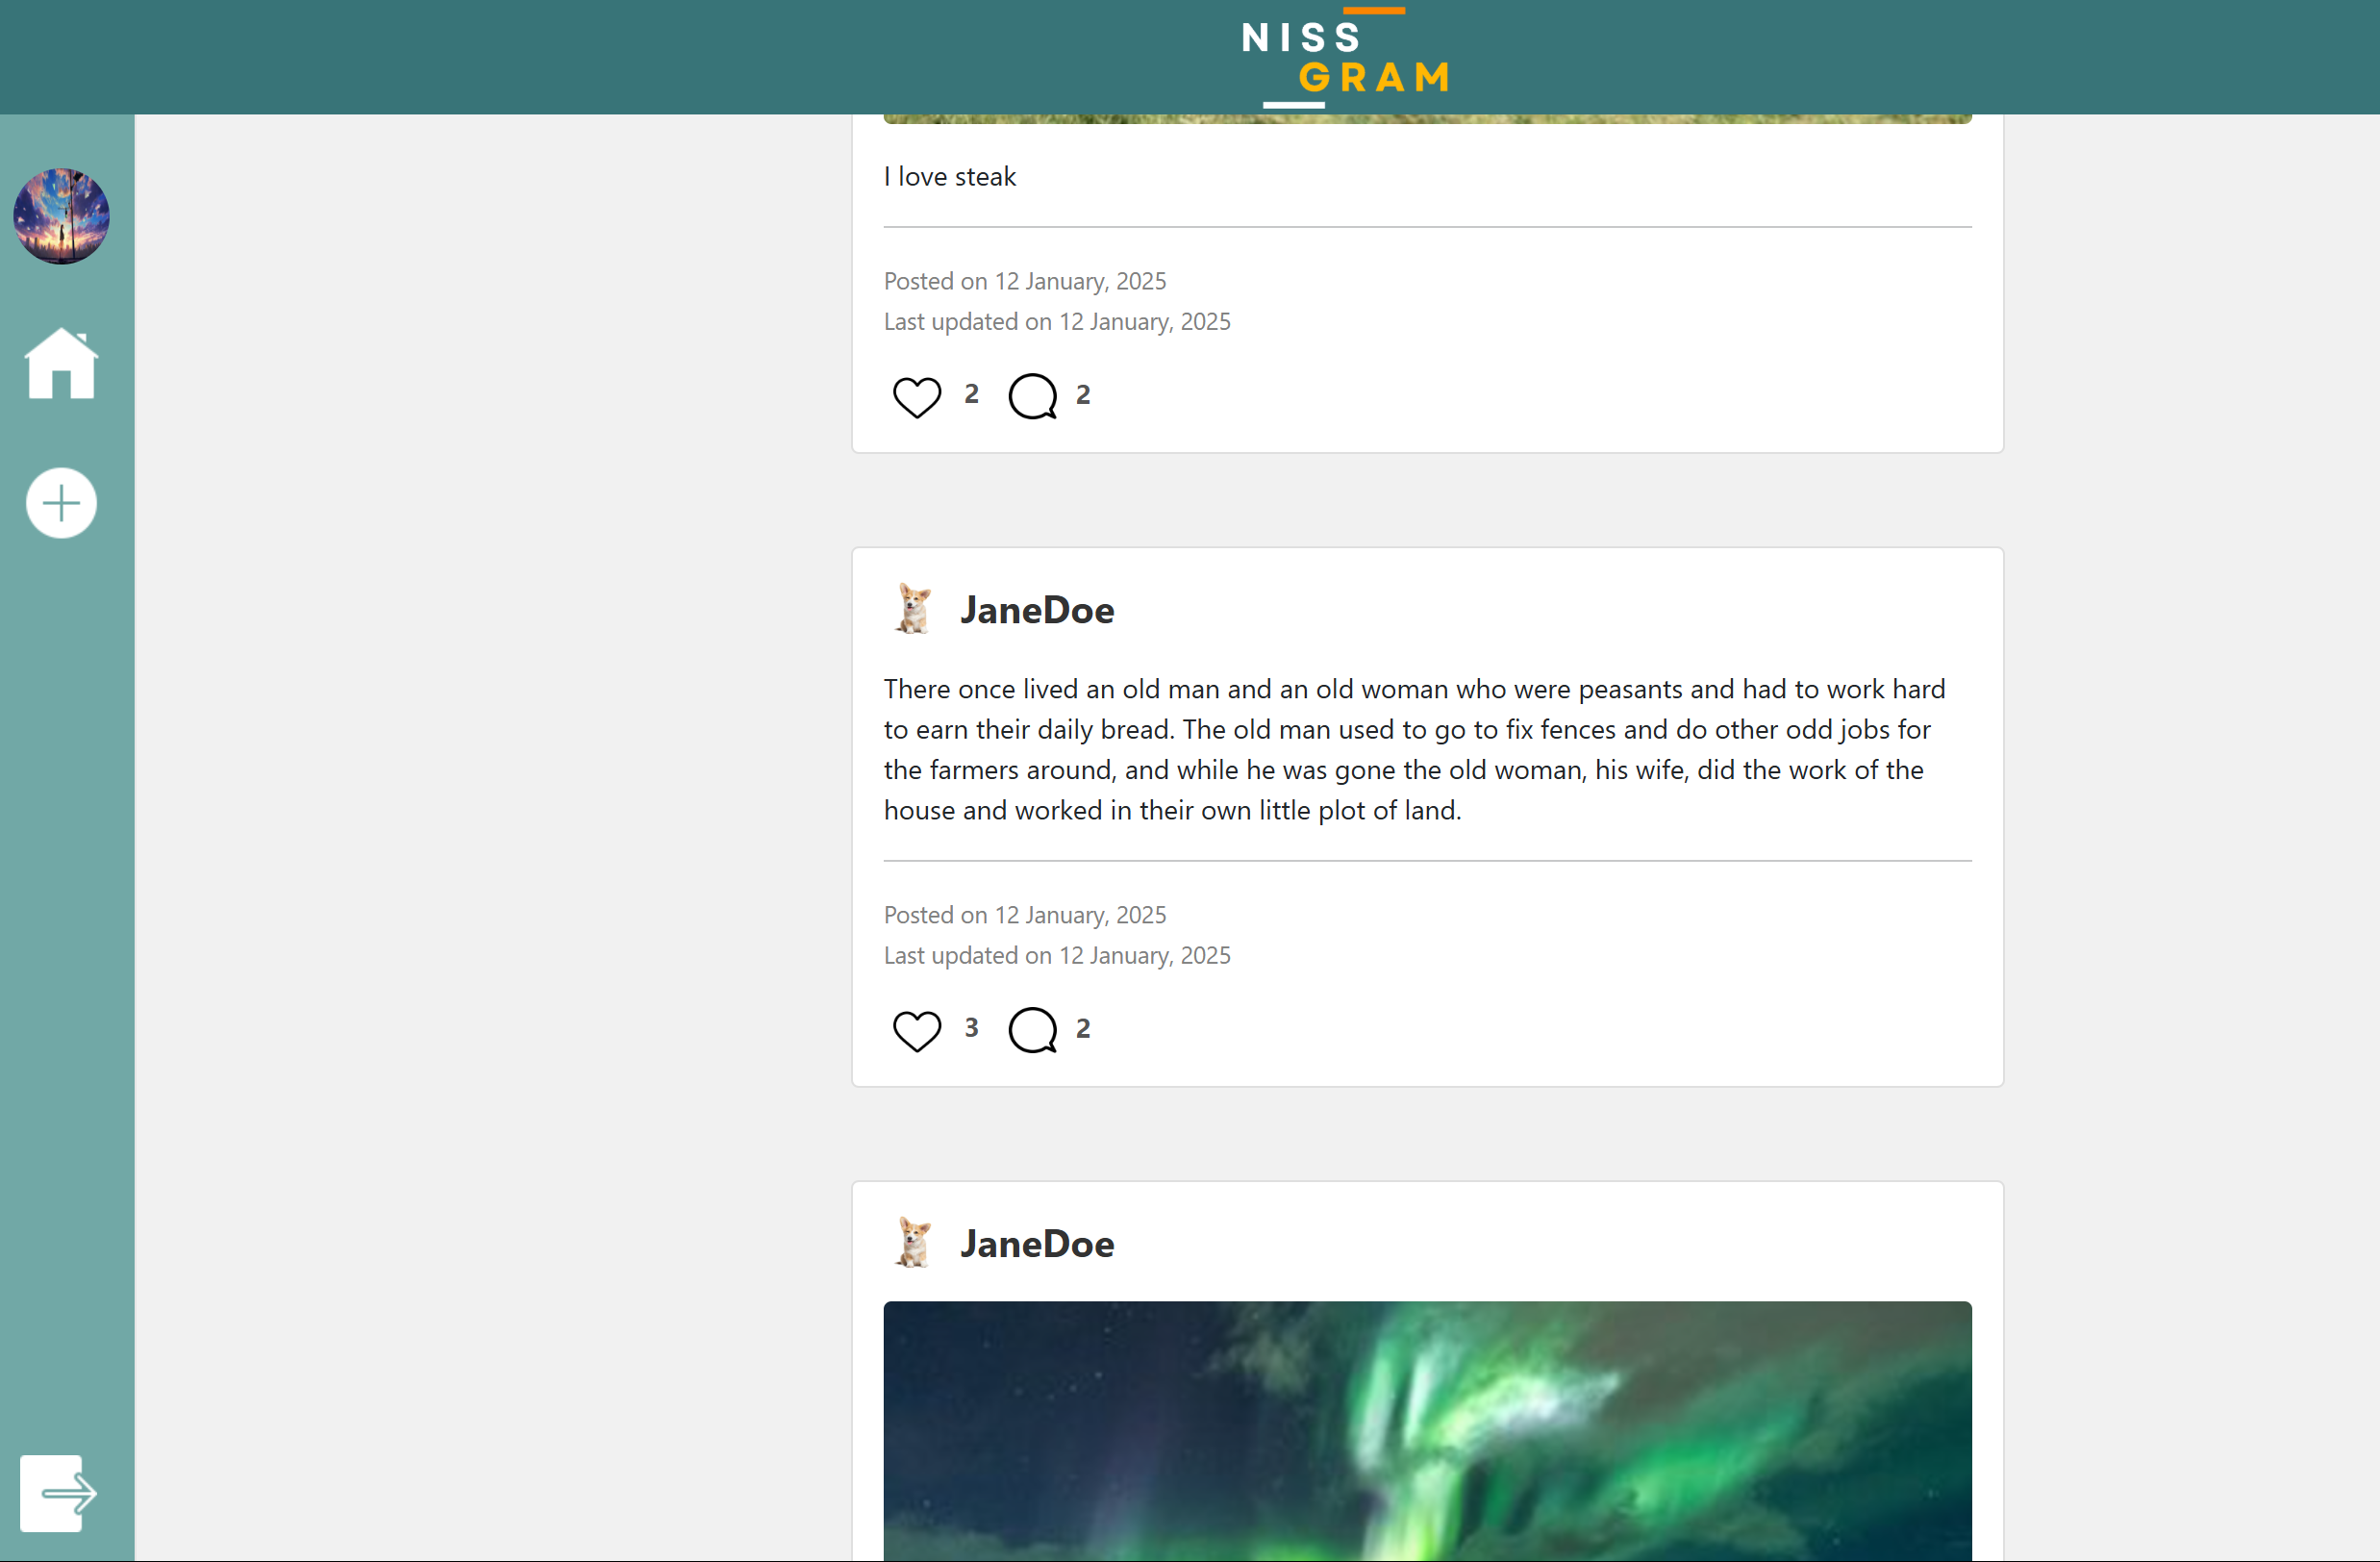 NISS
GRAM
I love steak
Posted on 12 January, 2025
Last updated on 12 January, 2025
2 2
JaneDoe
There once lived an old man and an old woman who were peasants and had to work hard
to earn their daily bread. The old man used to go to fix fences and do other odd jobs for
the farmers around, and while he was gone the old woman, his wife, did the work of the
house and worked in their own little plot of land.
Posted on 12 January, 2025
Last updated on 12 January, 2025
3 2
JaneDoe